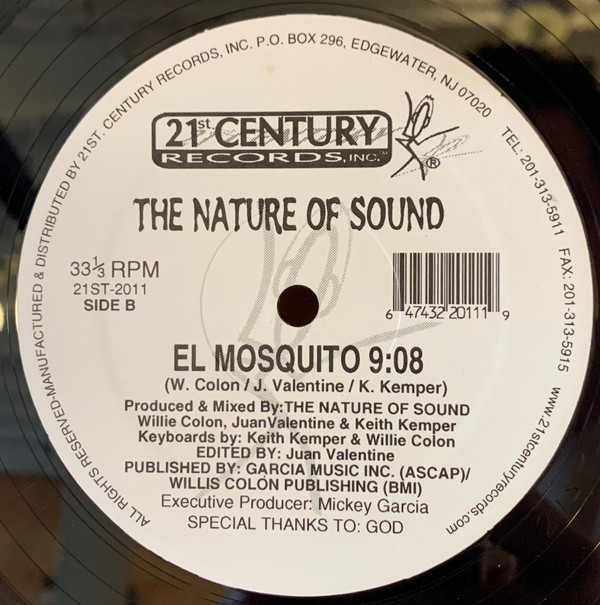 ALL RIGHTS RESERVED-MANUFACTURED & DISTRIBUTED BY 21ST. CENTURY RECORDS, INC. P.O. BOX 296, EDGEWATER, NJ 07020 TEL: 201-313-5911 FAX: 201-313-5915 www.21stcenturyrecords.com
21st. CENTURY
RECORDS, INC.™
®
THE NATURE OF SOUND
33⅓ RPM
21ST-2011
SIDE B
6 47432 20111 9
EL MOSQUITO 9:08
(W. Colon / J. Valentine / K. Kemper)
Produced & Mixed By:THE NATURE OF SOUND
Willie Colon, JuanValentine & Keith Kemper
Keyboards by: Keith Kemper & Willie Colon
EDITED BY: Juan Valentine
PUBLISHED BY: GARCIA MUSIC INC. (ASCAP)/
WILLIS COLON PUBLISHING (BMI)
Executive Producer: Mickey Garcia
SPECIAL THANKS TO: GOD